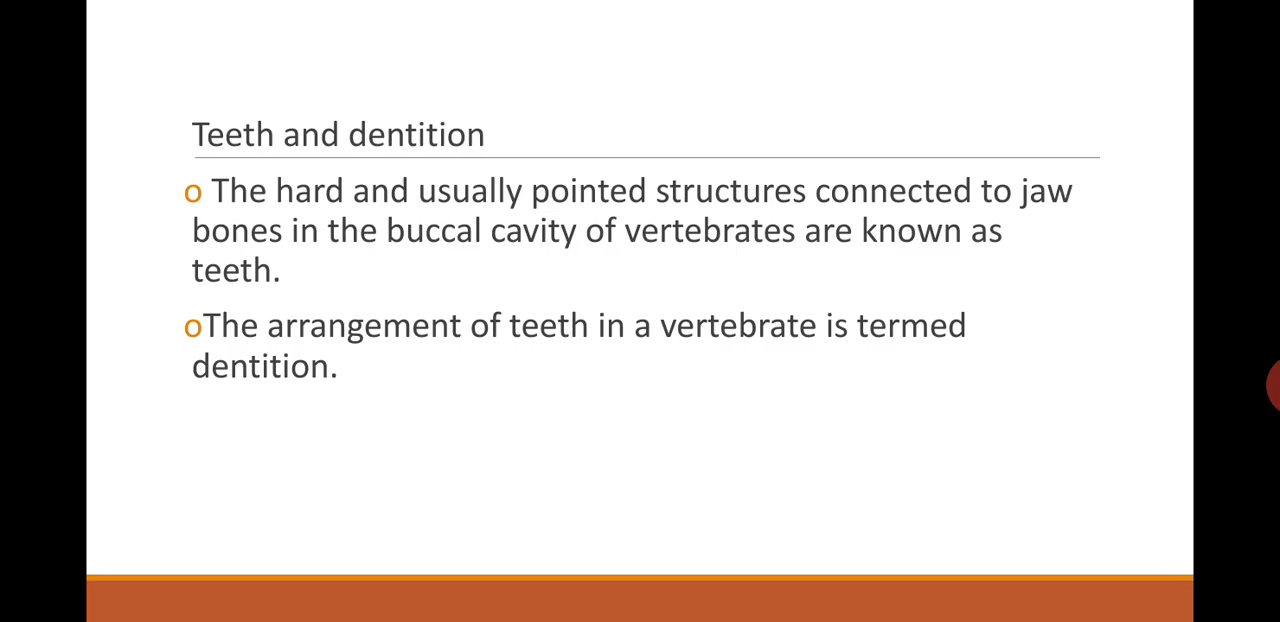 Teeth and dentition
o The hard and usually pointed structures connected to jaw
bones in the buccal cavity of vertebrates are known as
teeth.
oThe arrangement of teeth in a vertebrate is termed
dentition.